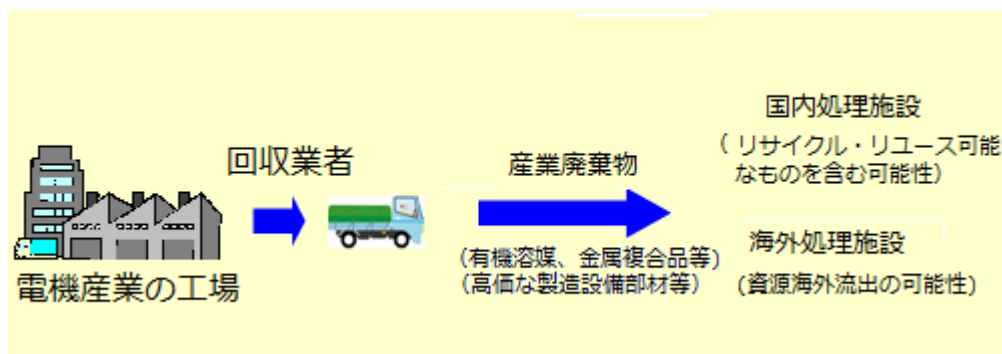 国内処理施設
回収業者
産業廃棄物
(リサイクル・リユース可能
なものを含む可能性)
電機産業の工場
(有機溶媒、金属複合品等)
(高価な製造設備部材等)
海外処理施設
(資源海外流出の可能性)